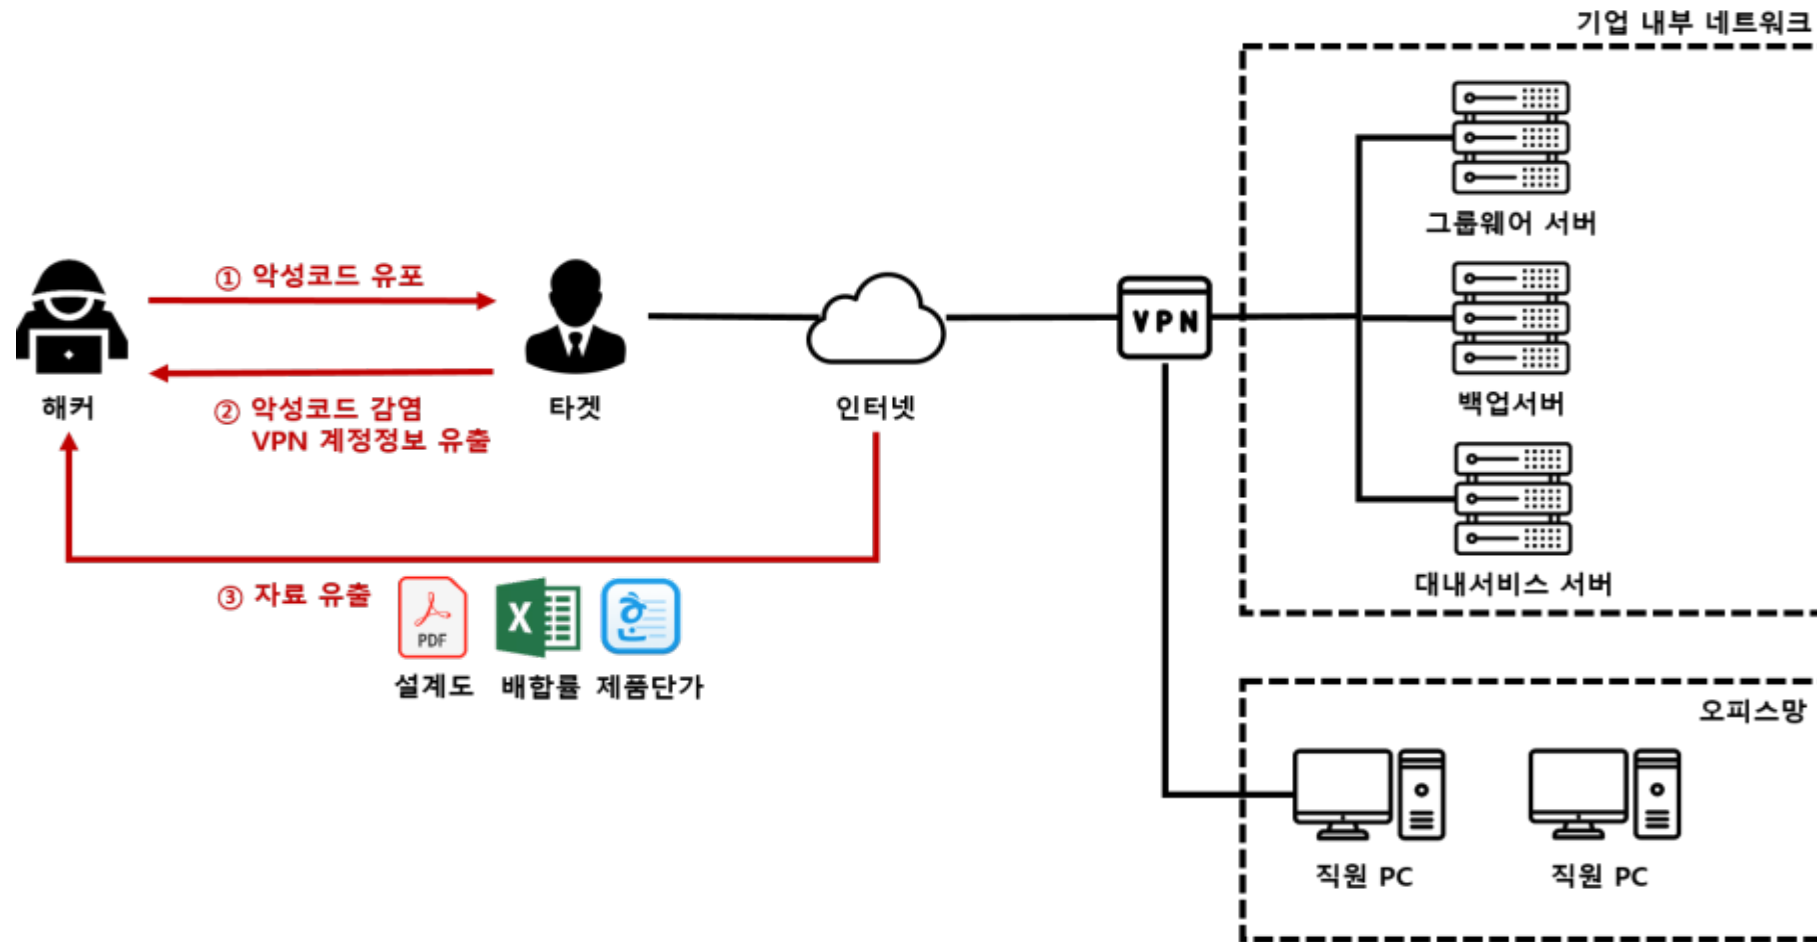 기업 내부 네트워크
그룹웨어 서버
① 악성코드 유포
VPN
해커
② 악성코드 감염
VPN 계정정보 유출
타겟
인터넷
백업서버
대내서비스 서버
③ 자료 유출
PDF
X
한
설계도
배합률
제품단가
오피스망
직원 PC
직원 PC